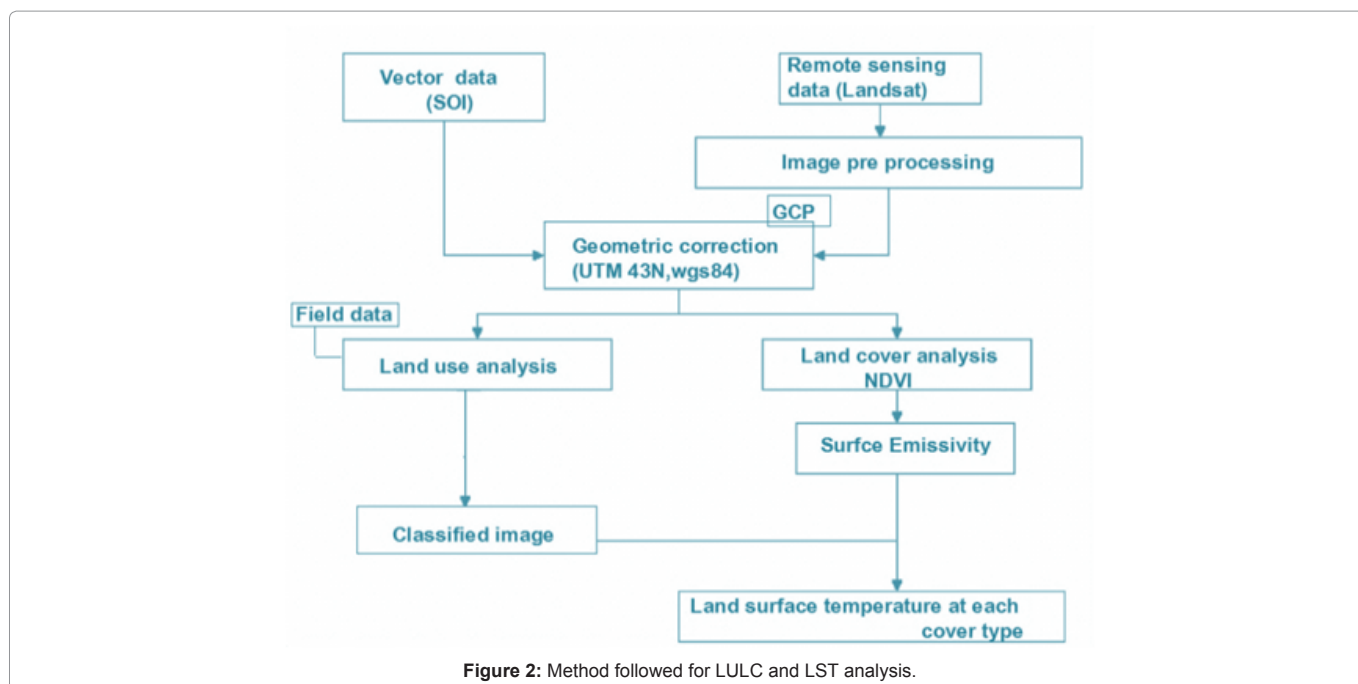 Vector data
(SOI)
Remote sensing
data (Landsat)
Image pre processing
GCP
Geometric correction
(UTM 43N,wgs84)
Field data
Land use analysis
Land cover analysis
NDVI
Surfce Emissivity
Classified image
Land surface temperature at each
cover type
Figure 2: Method followed for LULC and LST analysis.